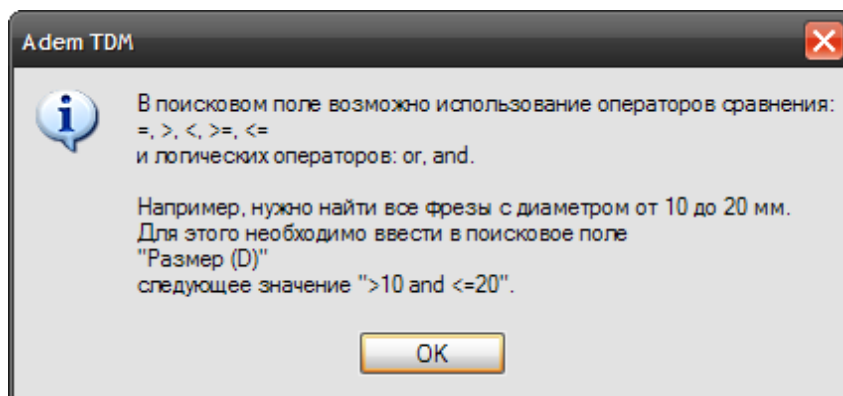 Adem TDM
В поисковом поле возможно использование операторов сравнения:
=, >, <, >=, <=
и логических операторов: or, and.
Например, нужно найти все фрезы с диаметром от 10 до 20 мм.
Для этого необходимо ввести в поисковое поле
"Размер (D)"
следующее значение ">10 and <=20".
OK